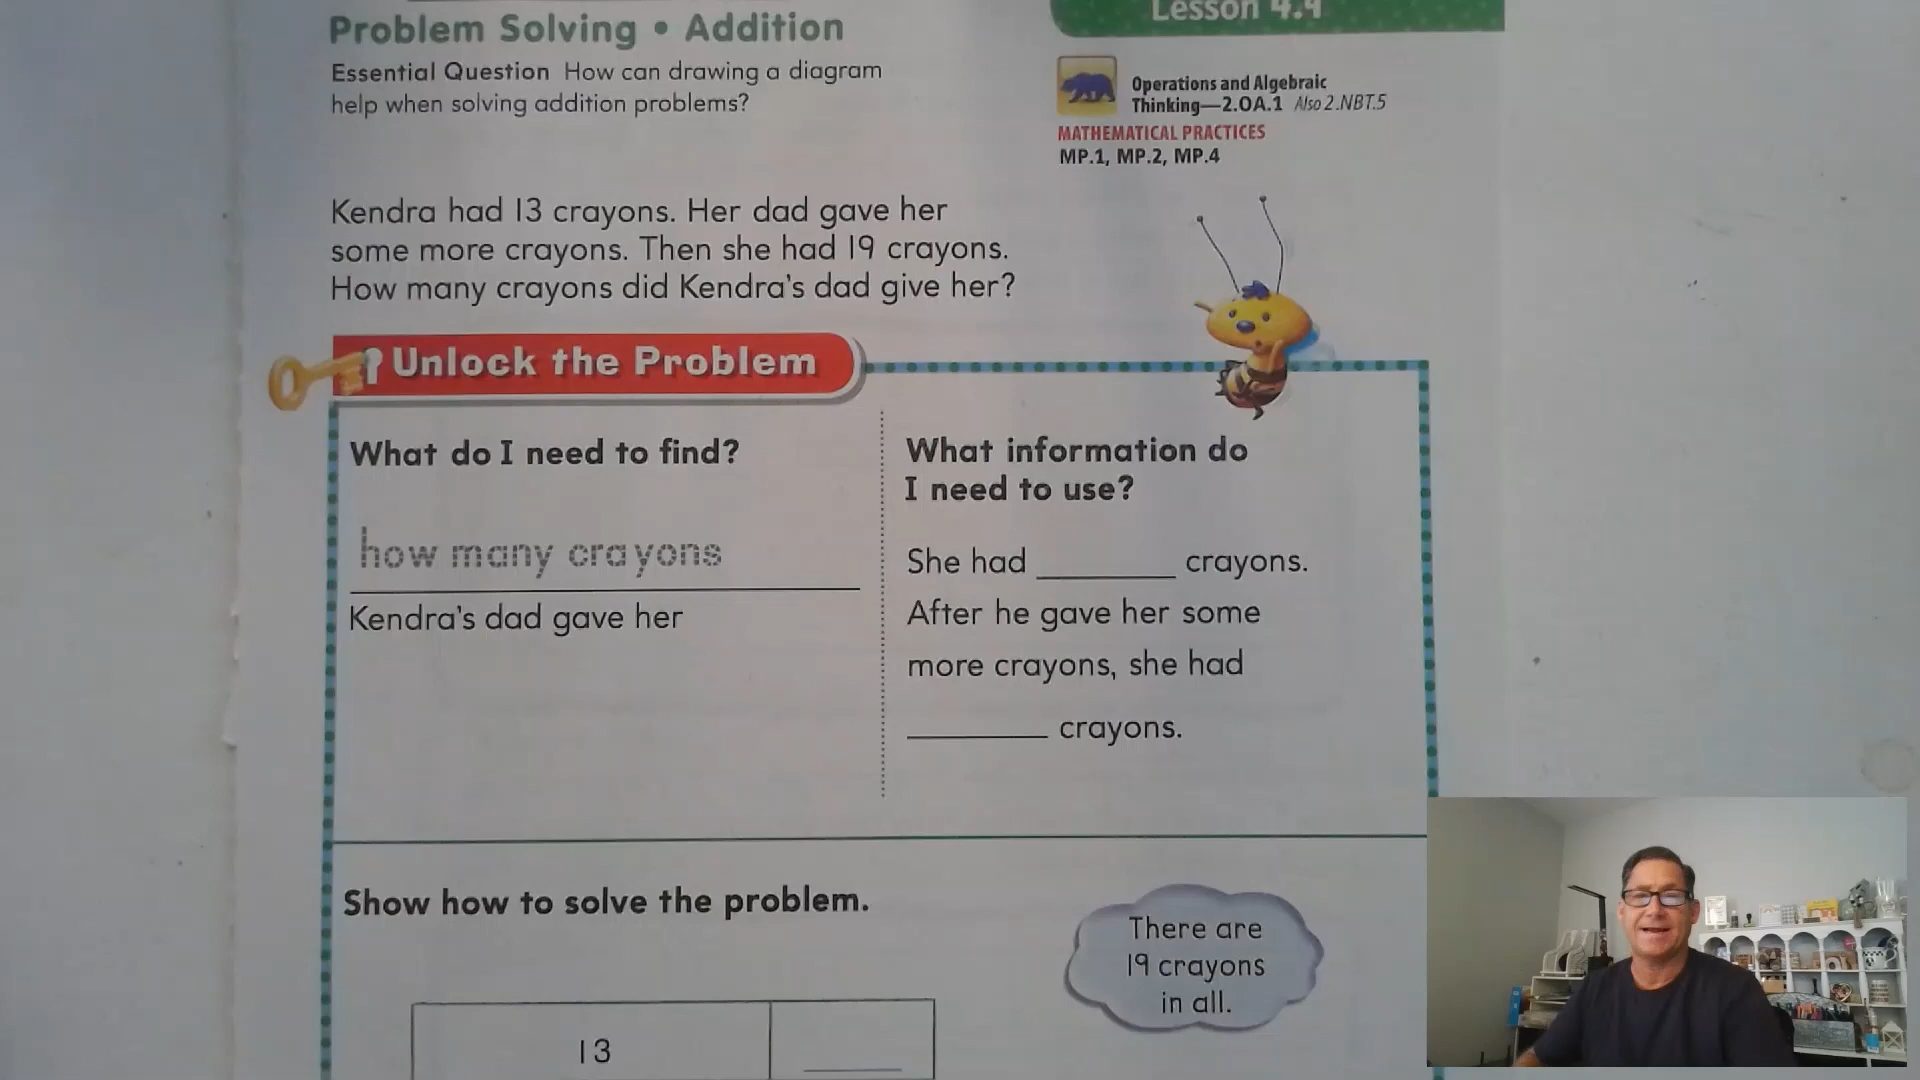 Problem Solving • Addition
Lesson 4.9
Essential Question How can drawing a diagram
help when solving addition problems?
Operations and Algebraic
Thinking—2.OA.1 Also 2.NBT.5
MATHEMATICAL PRACTICES
MP.1, MP.2, MP.4
Kendra had 13 crayons. Her dad gave her
some more crayons. Then she had 19 crayons.
How many crayons did Kendra's dad give her?
Unlock the Problem
What do I need to find?
how many crayons
Kendra's dad gave her
What information do
I need to use?
She had ________ crayons.
After he gave her some
more crayons, she had
________ crayons.
Show how to solve the problem.
There are
19 crayons
in all.
13 ______